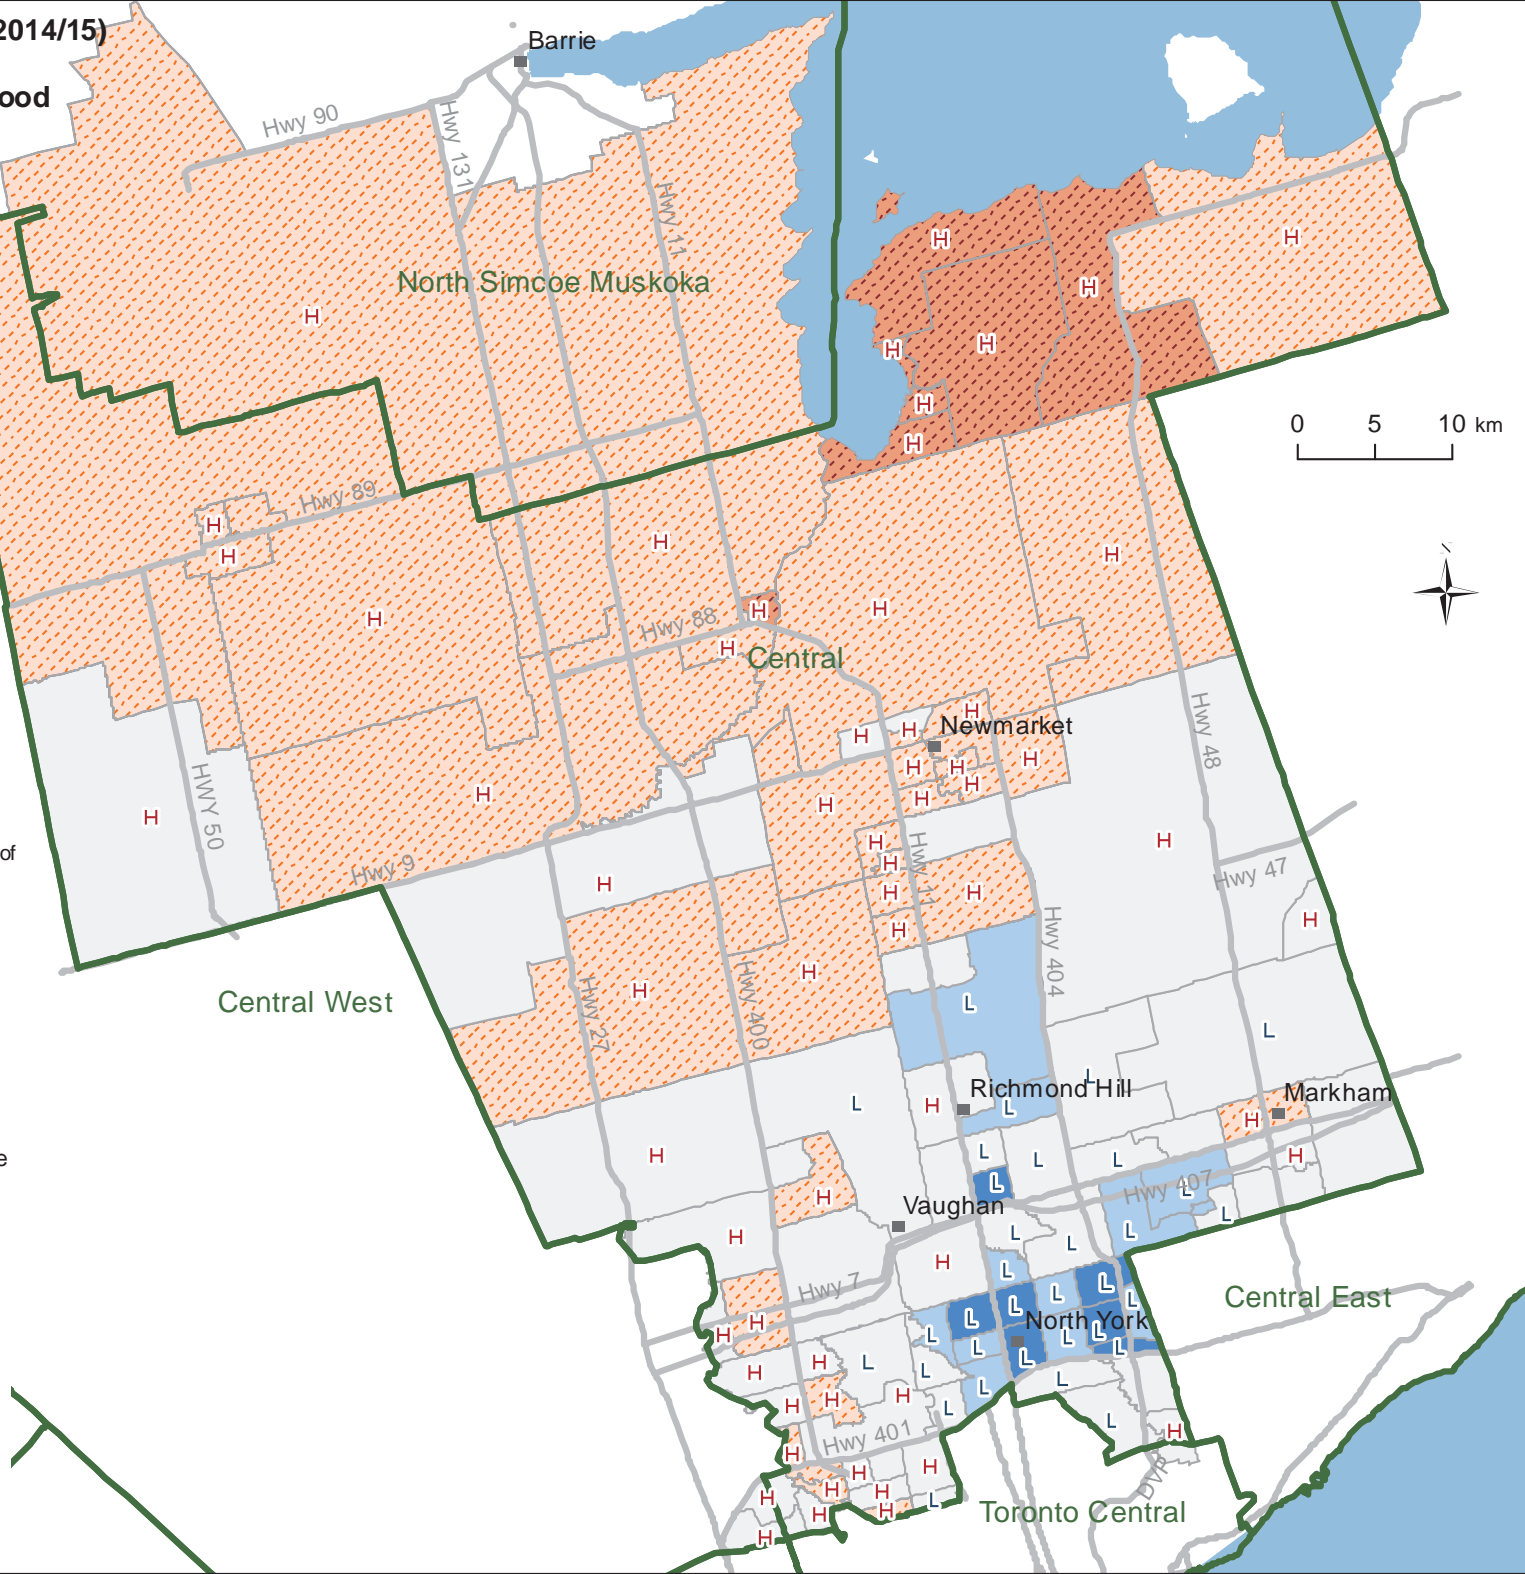 2014/15)
ood
Barrie
Hwy 90
Hwy 131
Hwy 11
H
H
H
North Simcoe Muskoka
H
H
H
H
H
0 5 10 km
H
Hwy 89
H
H
H
N
H
H
H
H
H
Hwy 88
H
Central
Hwy 48
H
H
H
Newmarket
H
H
H
H
H
H
H
HWY 50
H
H
of
Hwy 9
H
H
Hwy 11
H
H
Hwy 47
H
H
H
H
Hwy 404
H
Central West
Hwy 27
H
Hwy 400
H
L
L
L
Richmond Hill
L
H
L
Markham
H
e
H
L
L
L
H
H
L
Hwy 407
L
Vaughan
L
L
H
L
L
H
L
Hwy 7
L
L
L
L
Central East
L
L
North York
H
H
L
L
L
L
L
L
H
H
L
L
L
L
H
H
H
L
L
Hwy 401
H
H
H
H
DVP
H
H
H
L
Toronto Central
H
H
H